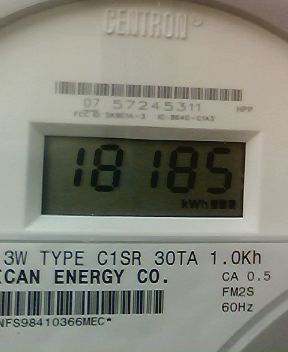 CENTRON®
07 57245311 HPP
FCC ID SK9C1A-3 IC: 864G-C1A3
18185
kWh
3W TYPE C1SR 30TA 1.0Kh
ICAN ENERGY CO.
CA 0.5
FM2S
60Hz
NFS98410366MEC*